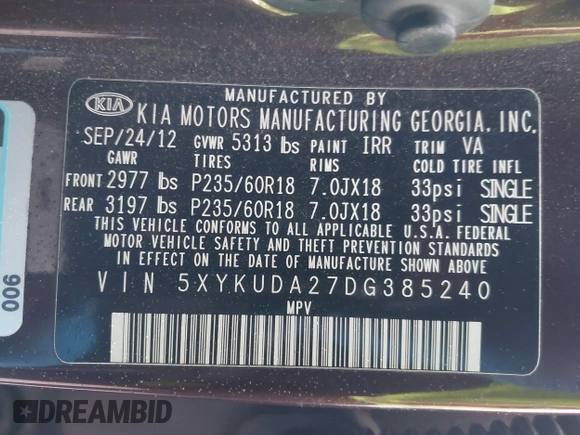 MANUFACTURED BY
KIA KIA MOTORS MANUFACTURING GEORGIA, INC.
SEP/24/12 GVWR 5313 lbs PAINT IRR TRIM VA
GAWR TIRES RIMS COLD TIRE INFL
FRONT 2977 lbs P235/60R18 7.0JX18 33psi SINGLE
REAR 3197 lbs P235/60R18 7.0JX18 33psi SINGLE
THIS VEHICLE CONFORMS TO ALL APPLICABLE U.S.A. FEDERAL
MOTOR VEHICLE SAFETY AND THEFT PREVENTION STANDARDS
IN EFFECT ON THE DATE OF MANUFACTURE SHOWN ABOVE.
VIN 5XYKUDA27DG385240
MPV
006
DREAMBID